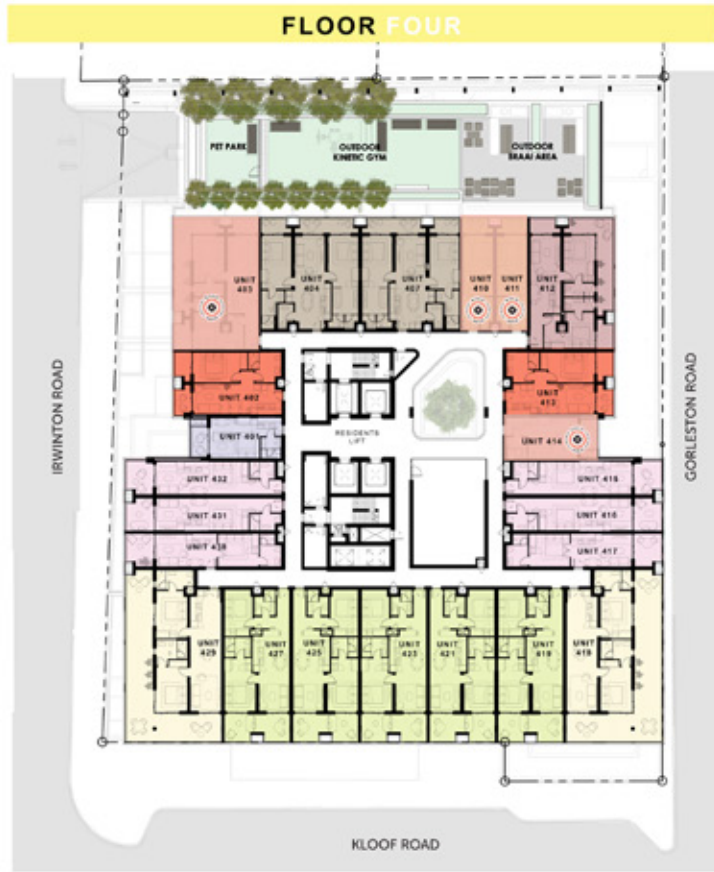 FLOOR FOUR
PET PARK
OUTDOOR
KINETIC GYM
OUTDOOR
BRAAI AREA
UNIT
403
UNIT
404
UNIT
407
UNIT
410
UNIT
411
UNIT
412
UNIT 402
UNIT
413
UNIT 401
RESIDENTS
LIFT
UNIT 414
UNIT 432
UNIT 415
UNIT 431
UNIT 416
UNIT 430
UNIT 417
UNIT
429
UNIT
427
UNIT
425
UNIT
423
UNIT
421
UNIT
419
UNIT
418
IRWINTON ROAD
GORLESTON ROAD
KLOOF ROAD